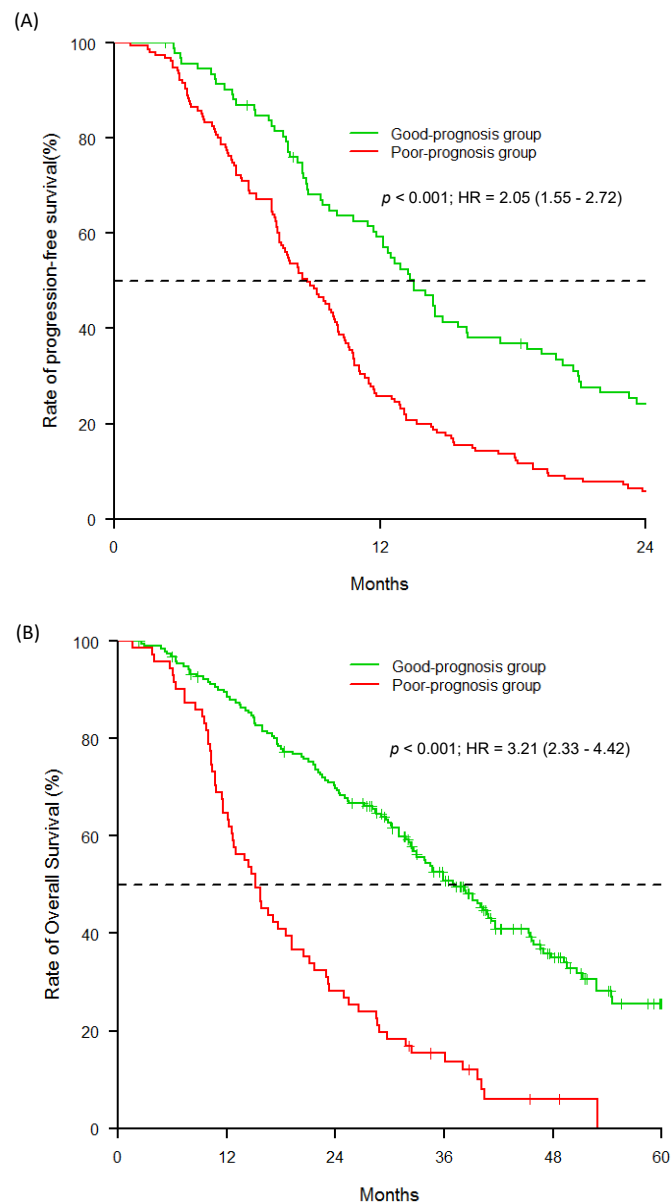 (A)
100
80
60
40
20
0
Rate of progression-free survival(%)
Good-prognosis group
Poor-prognosis group
p < 0.001; HR = 2.05 (1.55 - 2.72)
0 12 24
Months
(B)
100
80
60
40
20
0
Rate of Overall Survival (%)
Good-prognosis group
Poor-prognosis group
p < 0.001; HR = 3.21 (2.33 - 4.42)
0 12 24 36 48 60
Months